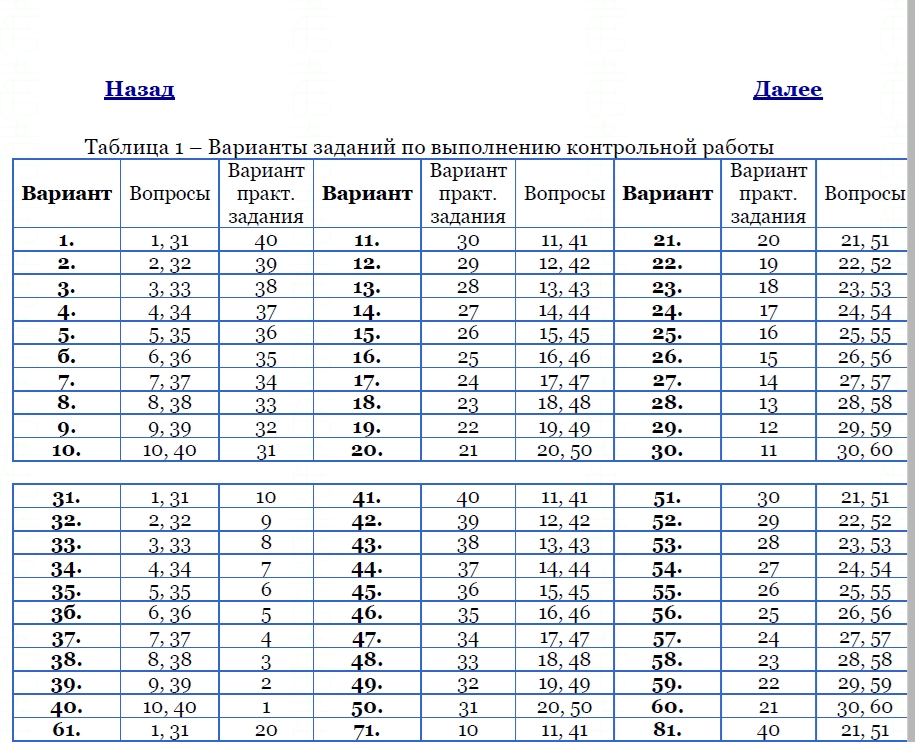 Назад Далее
Таблица 1 – Варианты заданий по выполнению контрольной работы
Вариант Вопросы Вариант практ. задания Вариант Вариант практ. задания Вопросы Вариант Вариант практ. задания Вопросы
1. 1, 31 40 11. 30 11, 41 21. 20 21, 51
2. 2, 32 39 12. 29 12, 42 22. 19 22, 52
3. 3, 33 38 13. 28 13, 43 23. 18 23, 53
4. 4, 34 37 14. 27 14, 44 24. 17 24, 54
5. 5, 35 36 15. 26 15, 45 25. 16 25, 55
6. 6, 36 35 16. 25 16, 46 26. 15 26, 56
7. 7, 37 34 17. 24 17, 47 27. 14 27, 57
8. 8, 38 33 18. 23 18, 48 28. 13 28, 58
9. 9, 39 32 19. 22 19, 49 29. 12 29, 59
10. 10, 40 31 20. 21 20, 50 30. 11 30, 60
31. 1, 31 10 41. 40 11, 41 51. 30 21, 51
32. 2, 32 9 42. 39 12, 42 52. 29 22, 52
33. 3, 33 8 43. 38 13, 43 53. 28 23, 53
34. 4, 34 7 44. 37 14, 44 54. 27 24, 54
35. 5, 35 6 45. 36 15, 45 55. 26 25, 55
36. 6, 36 5 46. 35 16, 46 56. 25 26, 56
37. 7, 37 4 47. 34 17, 47 57. 24 27, 57
38. 8, 38 3 48. 33 18, 48 58. 23 28, 58
39. 9, 39 2 49. 32 19, 49 59. 22 29, 59
40. 10, 40 1 50. 31 20, 50 60. 21 30, 60
61. 1, 31 20 71. 10 11, 41 81. 40 21, 51